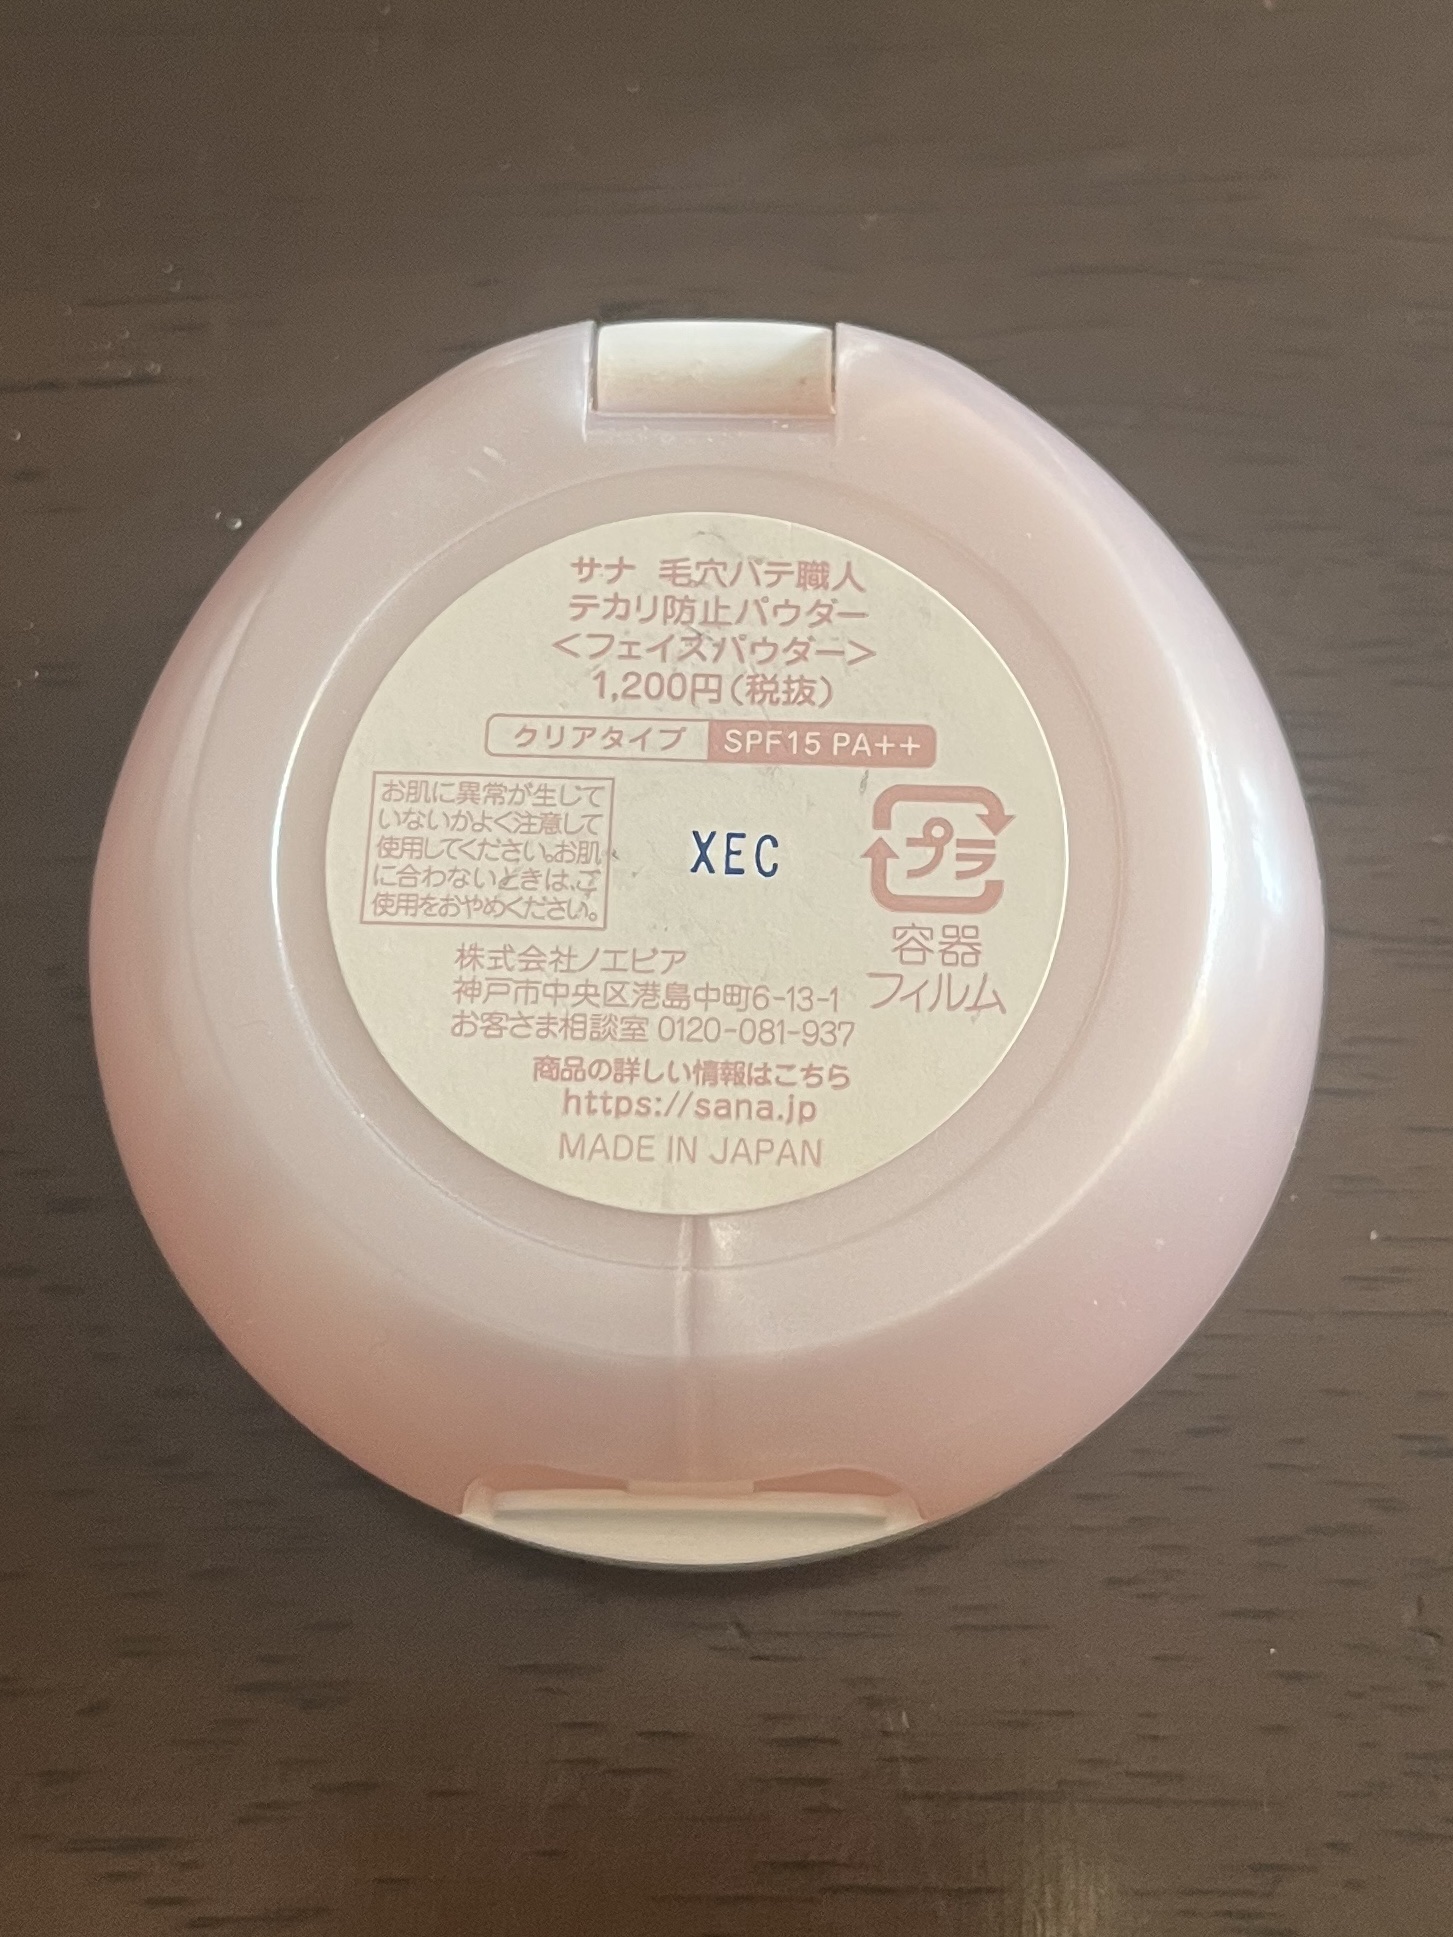 サナ 毛穴パテ職人
テカリ防止パウダー
<フェイスパウダー>
1,200円(税抜)
クリアタイプ SPF15 PA++
お肌に異常が生じて
いないかよく注意して
使用してください。お肌
に合わないときは、ご
使用をおやめください。
XEC
プラ
容器
フィルム
株式会社ノエビア
神戸市中央区港島中町6-13-1
お客さま相談室 0120-081-937
商品の詳しい情報はこちら
https://sana.jp
MADE IN JAPAN